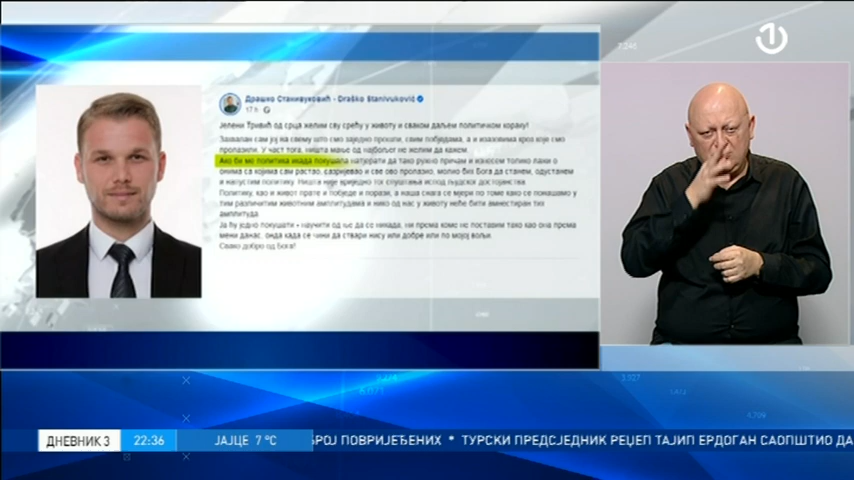 1
7.246
Драшко Станивуковић - Draško Stanivuković
17 h
Јелени Тривић од срца желим сву срећу у животу и сваком даљем политичком кораку!
Захвалан сам јој на свему што смо заједно прошли, свим побједама, а и изазовима кроз које смо
пролазили. У част тога, ништа мање од најбољег не желим да кажем.
Ако би ме политика икада покушала натјерати да тако ружно причам и износим толико лажи о
онима са којима сам растао, сазријевао и све ово пролазио, молио бих Бога да станем, одустанем
и напустим политику. Ништа није вриједно тог спуштања испод људског достојанства
Политику, као и живот прате и побједе и порази, а наша снага се мјери по томе како се понашамо у
тим различитим животним амплитудама и нико од нас у животу неће бити амнестиран тих
амплитуда
Ја ћу једно покушати - научити од ње да се никада, ни према коме не поставим тако као она према
мени данас, онда када се чини да ствари нису или добре или по мојој вољи.
Свако добро од Бога!
3.107
ДНЕВНИК 3
22:36
ЈАЈЦЕ 7 °C
БРОЈ ПОВРИЈЕЂЕНИХ * ТУРСКИ ПРЕДСЈЕДНИК РЕЏЕП ТАЈИП ЕРДОГАН САОПШТИО ДА